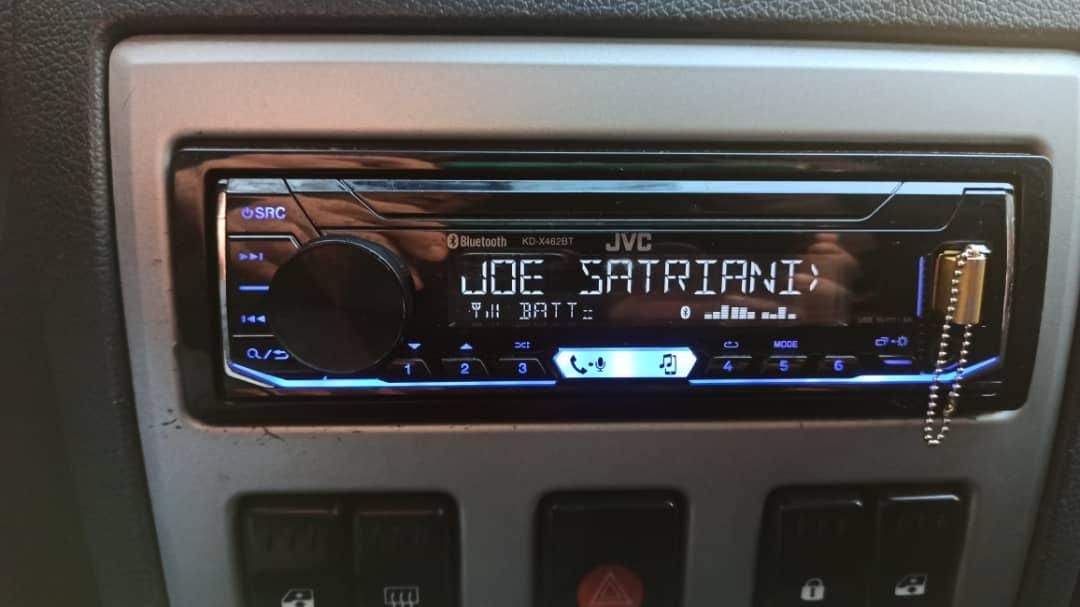 SRC
Bluetooth KD-X462BT JVC
JOE SATRIANI
BATT
MODE
1 2 3 4 5 6